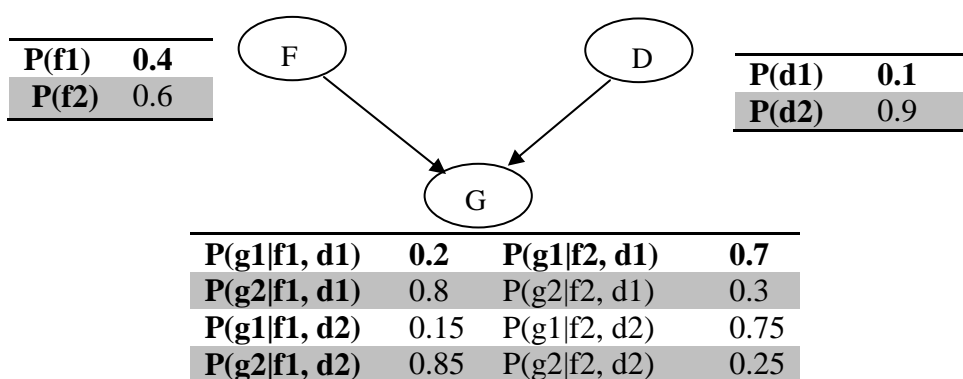 F
D
P(f1) 0.4
P(f2) 0.6
P(d1) 0.1
P(d2) 0.9
G
P(g1|f1, d1) 0.2 P(g1|f2, d1) 0.7
P(g2|f1, d1) 0.8 P(g2|f2, d1) 0.3
P(g1|f1, d2) 0.15 P(g1|f2, d2) 0.75
P(g2|f1, d2) 0.85 P(g2|f2, d2) 0.25